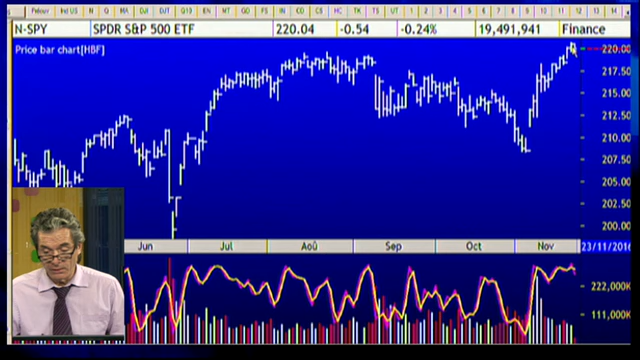 N-SPY SPDR S&P 500 ETF 220.04 -0.54 -0.24% 19,491,941 Finance
Price bar chart[HBF]
220.00
217.50
215.00
212.50
210.00
207.50
205.00
202.50
200.00
Jun Jul Aoû Sep Oct Nov 23/11/2016
222,000K
111,000K